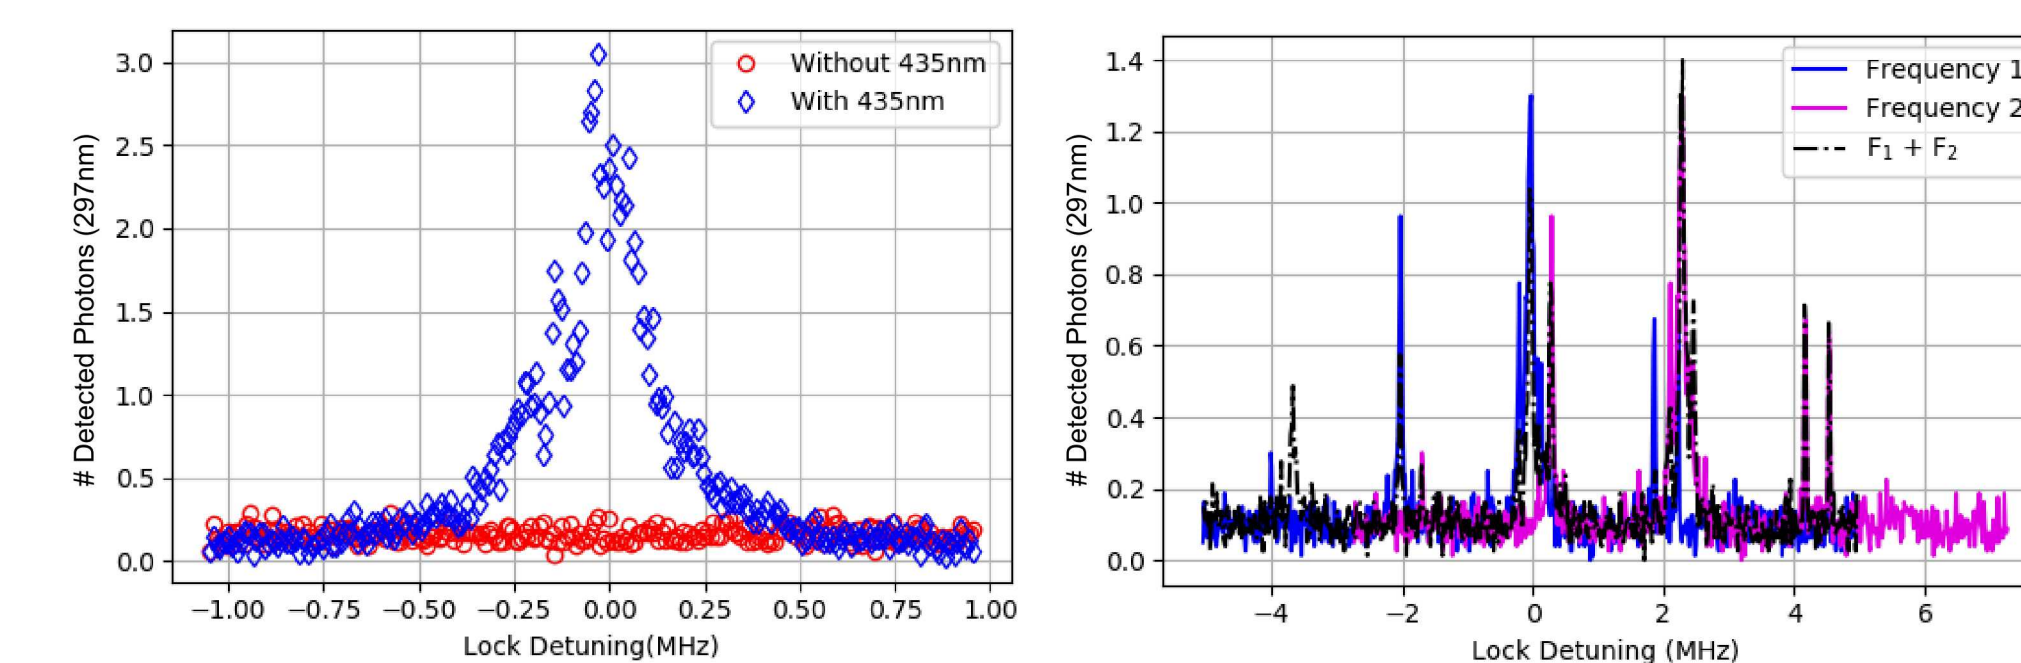 # Detected Photons (297nm)
3.0
2.5
2.0
1.5
1.0
0.5
0.0
−1.00 −0.75 −0.50 −0.25 0.00 0.25 0.50 0.75 1.00
Lock Detuning(MHz)
Without 435nm
With 435nm
# Detected Photons (297nm)
1.4
1.2
1.0
0.8
0.6
0.4
0.2
0.0
−4 −2 0 2 4 6
Lock Detuning (MHz)
Frequency 1
Frequency 2
F₁ + F₂